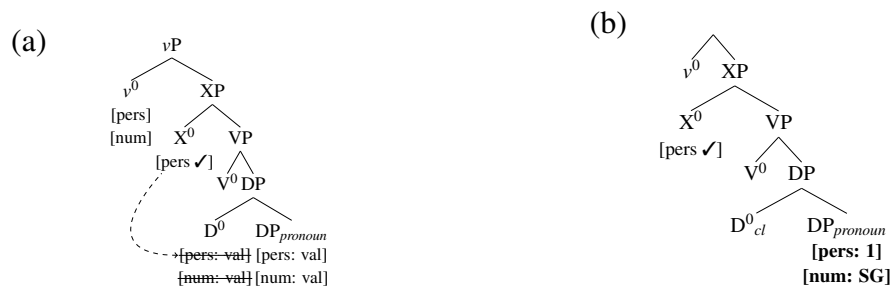 (a)
vP
v⁰ XP
[pers]
[num] X⁰ VP
[pers ✓] V⁰ DP
D⁰ DPpronoun
[pers: val] [pers: val]
[num: val] [num: val]
(b)
v⁰ XP
X⁰ VP
[pers ✓] V⁰ DP
D⁰cl DPpronoun
[pers: 1]
[num: SG]